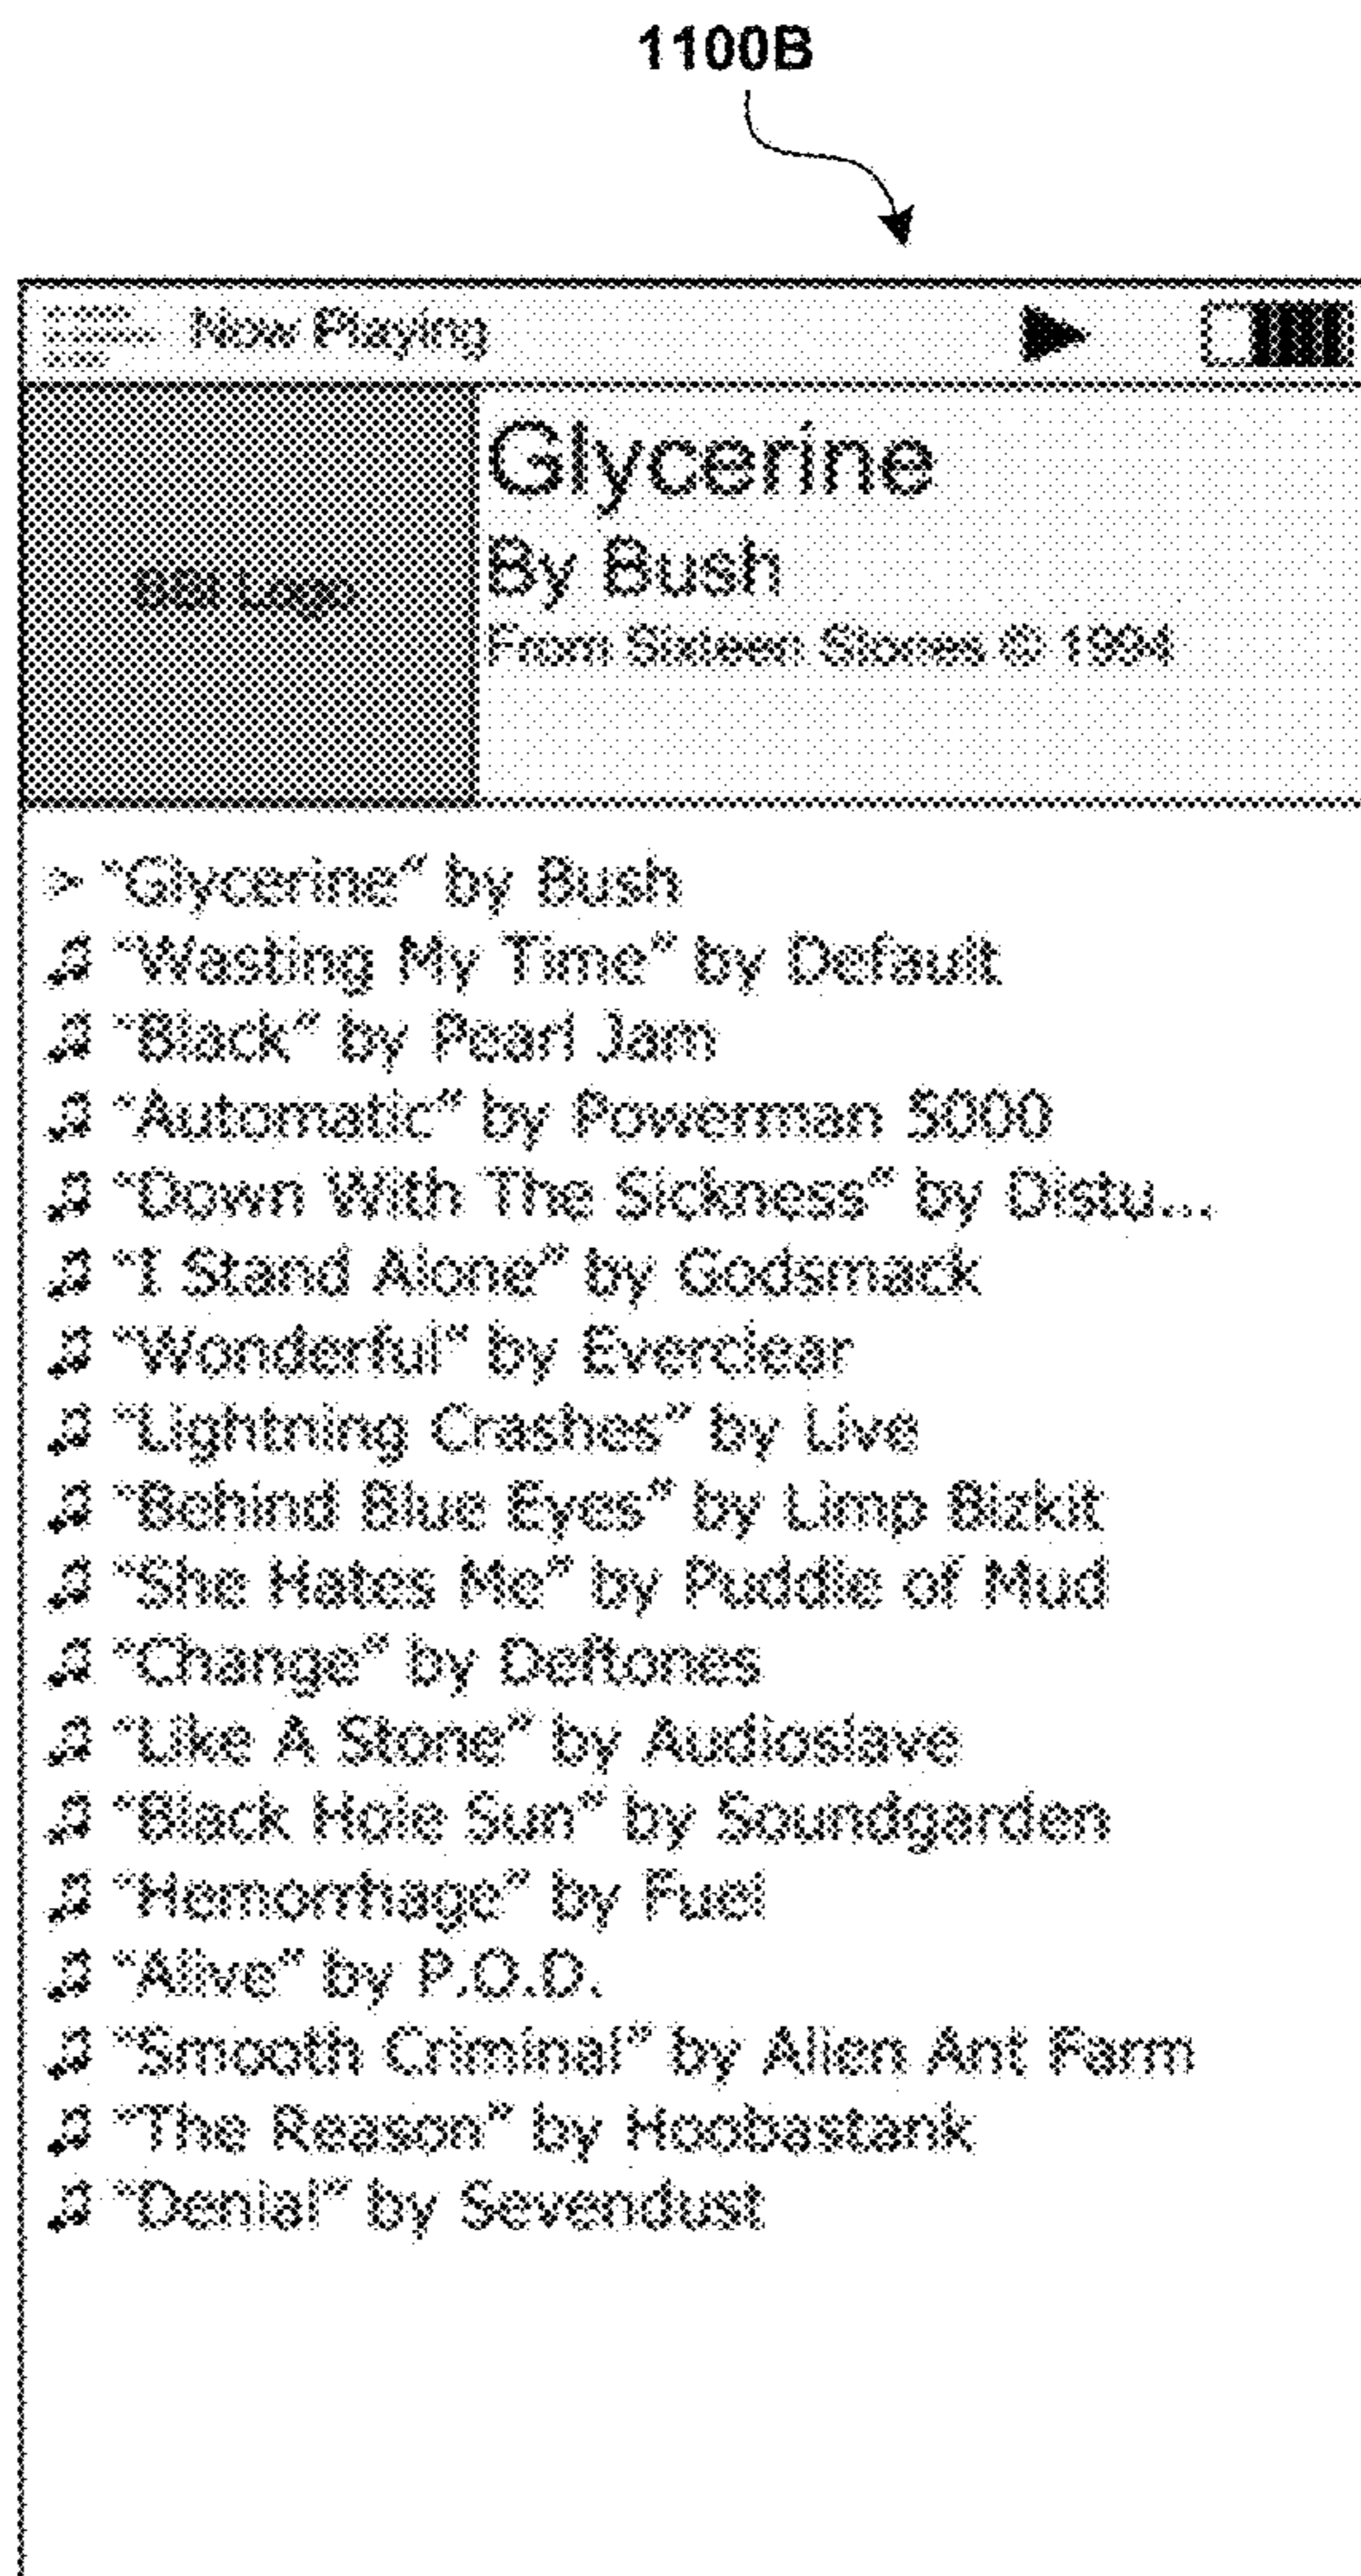 1100B
Now Playing
Glycerine
By Bush
Logo
From Sixteen Stones © 1994
> "Glycerine" by Bush
"Wasting My Time" by Default
"Black" by Pearl Jam
"Automatic" by Powerman 5000
"Down With The Sickness" by Distu...
"I Stand Alone" by Godsmack
"Wonderful" by Everclear
"Lightning Crashes" by Live
"Behind Blue Eyes" by Limp Bizkit
"She Hates Me" by Puddle of Mud
"Change" by Deftones
"Like A Stone" by Audioslave
"Black Hole Sun" by Soundgarden
"Hemorrhage" by Fuel
"Alive" by P.O.D.
"Smooth Criminal" by Alien Ant Farm
"The Reason" by Hoobastank
"Denial" by Sevendust